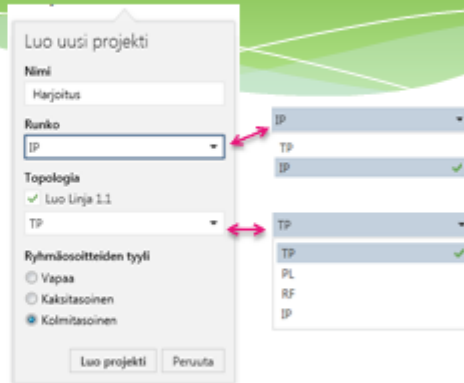 Luo uusi projekti
Nimi
Harjoitus
Runko
IP
Topologia
Luo Linja 1.1
TP
Ryhmäosoitteiden tyyli
Vapaa
Kaksitasoinen
Kolmitasoinen
Luo projekti Peruuta
IP
TP
IP
TP
TP
PL
RF
IP